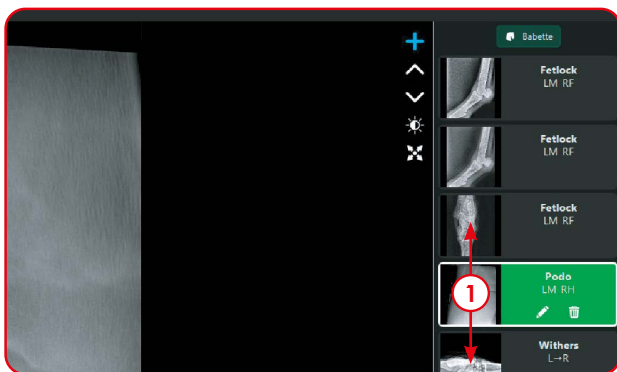 Babette
Fetlock
LM RF
Fetlock
LM RF
Fetlock
LM RF
1
Podo
LM RH
Withers
L→R